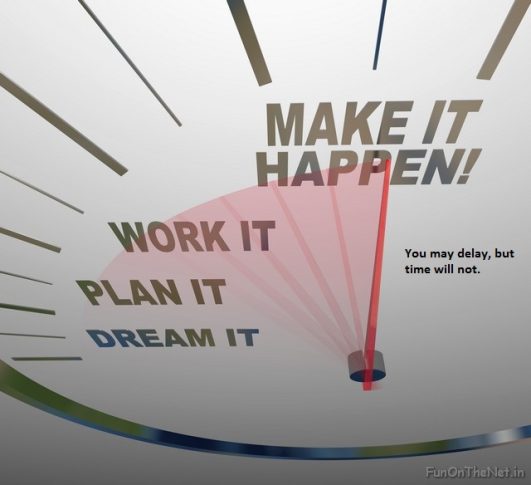 MAKE IT
HAPPEN!
WORK IT
PLAN IT
DREAM IT
You may delay, but
time will not.
FunOnTheNet.in